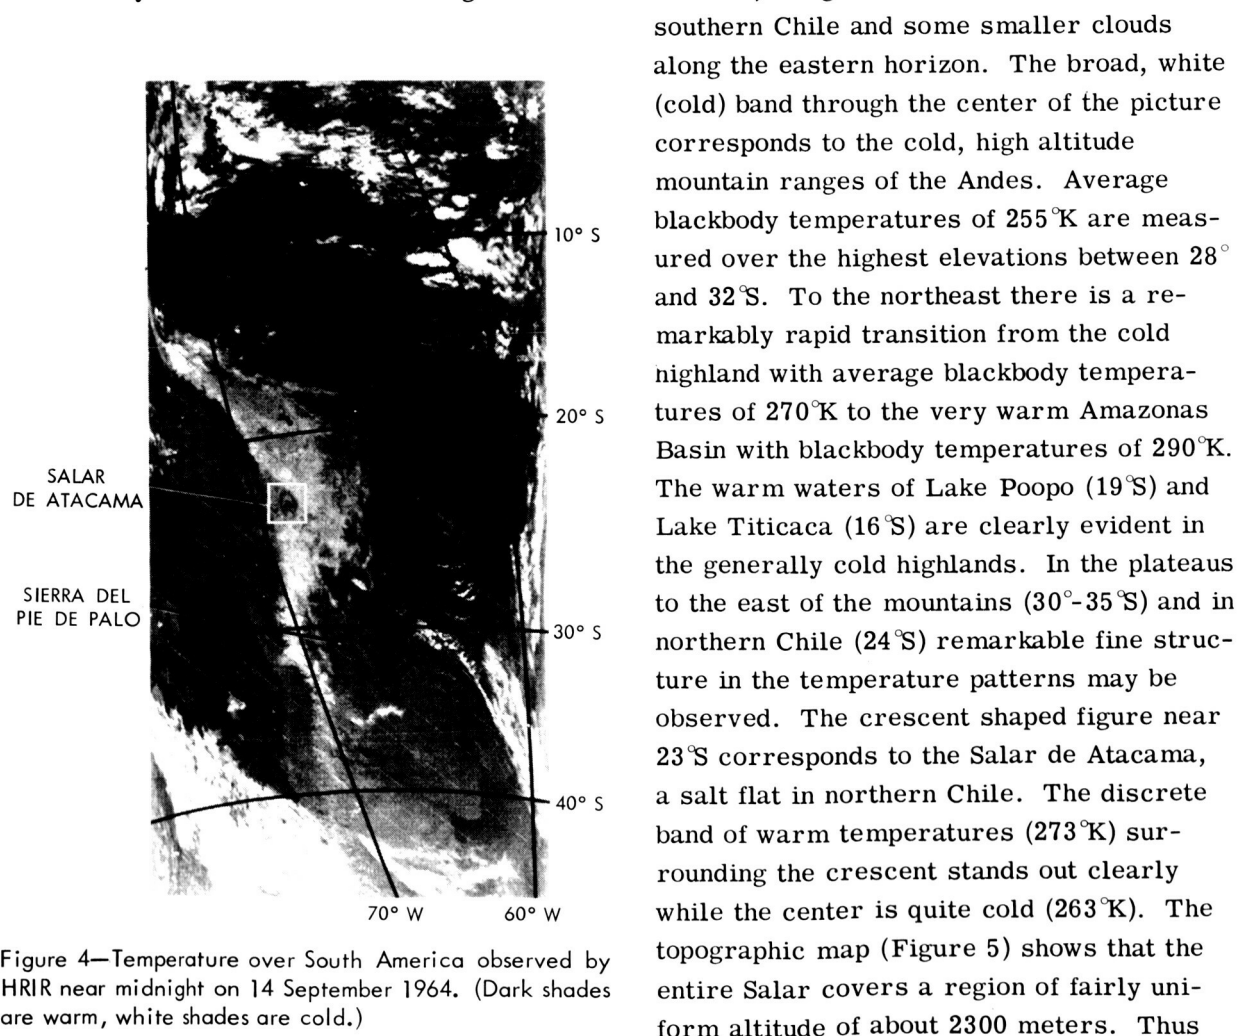 10° S
20° S
SALAR
DE ATACAMA
SIERRA DEL
PIE DE PALO
30° S
40° S
70° W 60° W
Figure 4—Temperature over South America observed by
HRIR near midnight on 14 September 1964. (Dark shades
are warm, white shades are cold.)
southern Chile and some smaller clouds
along the eastern horizon. The broad, white
(cold) band through the center of the picture
corresponds to the cold, high altitude
mountain ranges of the Andes. Average
blackbody temperatures of 255°K are meas-
ured over the highest elevations between 28°
and 32°S. To the northeast there is a re-
markably rapid transition from the cold
highland with average blackbody tempera-
tures of 270°K to the very warm Amazonas
Basin with blackbody temperatures of 290°K.
The warm waters of Lake Poopo (19°S) and
Lake Titicaca (16°S) are clearly evident in
the generally cold highlands. In the plateaus
to the east of the mountains (30°-35°S) and in
northern Chile (24°S) remarkable fine struc-
ture in the temperature patterns may be
observed. The crescent shaped figure near
23°S corresponds to the Salar de Atacama,
a salt flat in northern Chile. The discrete
band of warm temperatures (273°K) sur-
rounding the crescent stands out clearly
while the center is quite cold (263°K). The
topographic map (Figure 5) shows that the
entire Salar covers a region of fairly uni-
form altitude of about 2300 meters. Thus